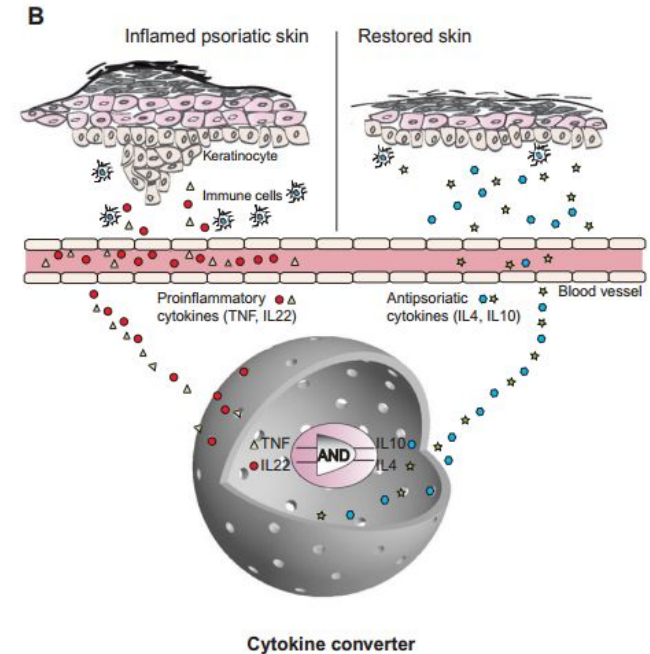 B
Inflamed psoriatic skin
Restored skin
Keratinocyte
Immune cells
Proinflammatory
cytokines (TNF, IL22)
Antipsoriatic
cytokines (IL4, IL10)
Blood vessel
TNF
IL22
AND
IL10
IL4
Cytokine converter